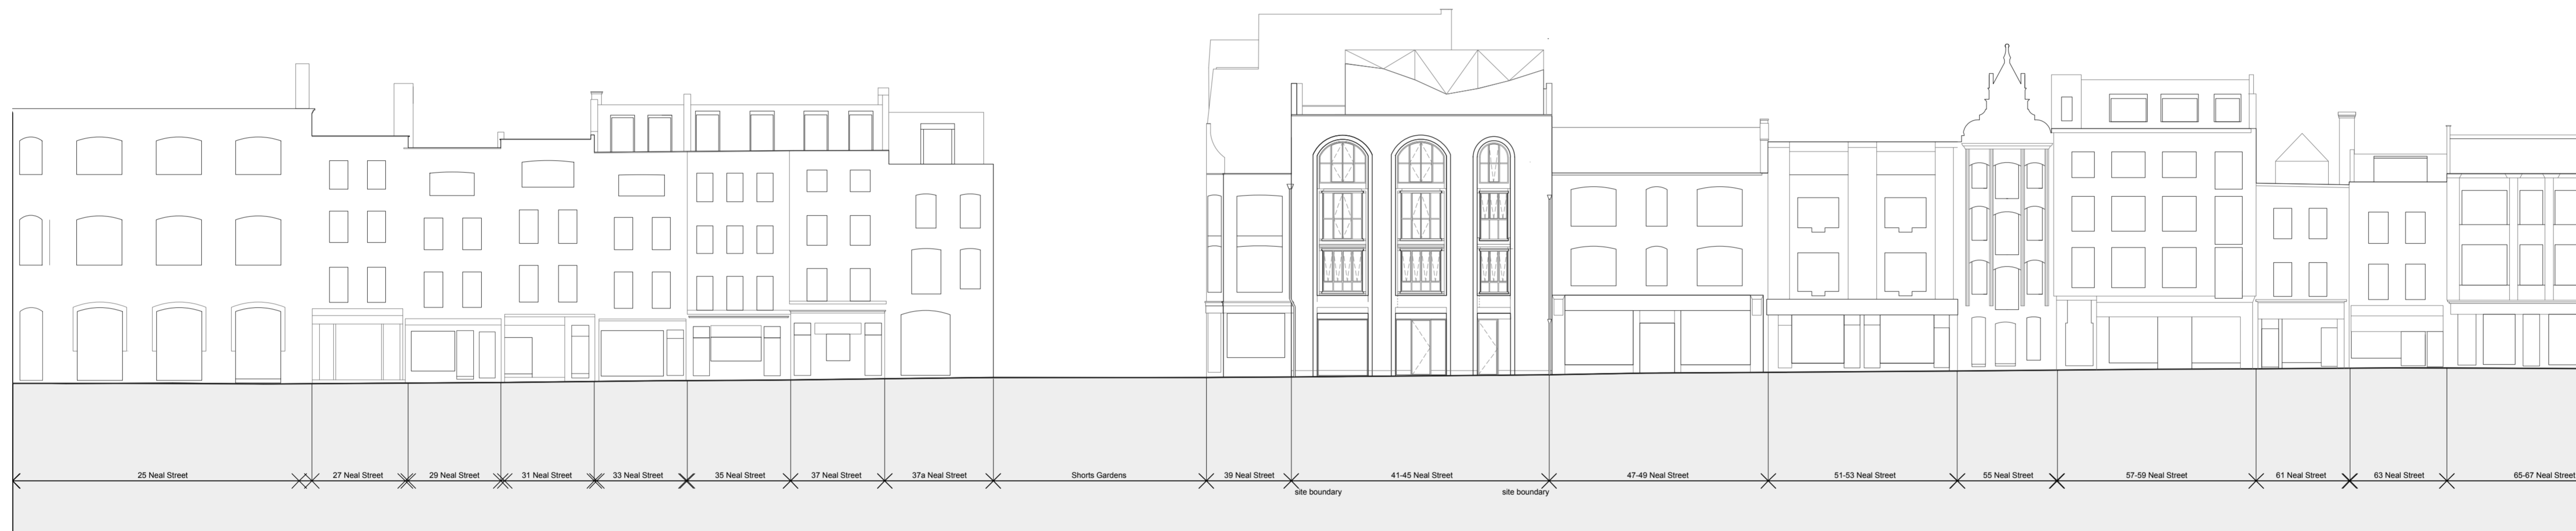 25 Neal Street
27 Neal Street
29 Neal Street
31 Neal Street
33 Neal Street
35 Neal Street
37 Neal Street
37a Neal Street
Shorts Gardens
39 Neal Street
41-45 Neal Street
47-49 Neal Street
51-53 Neal Street
55 Neal Street
57-59 Neal Street
61 Neal Street
63 Neal Street
65-67 Neal Street
site boundary
site boundary